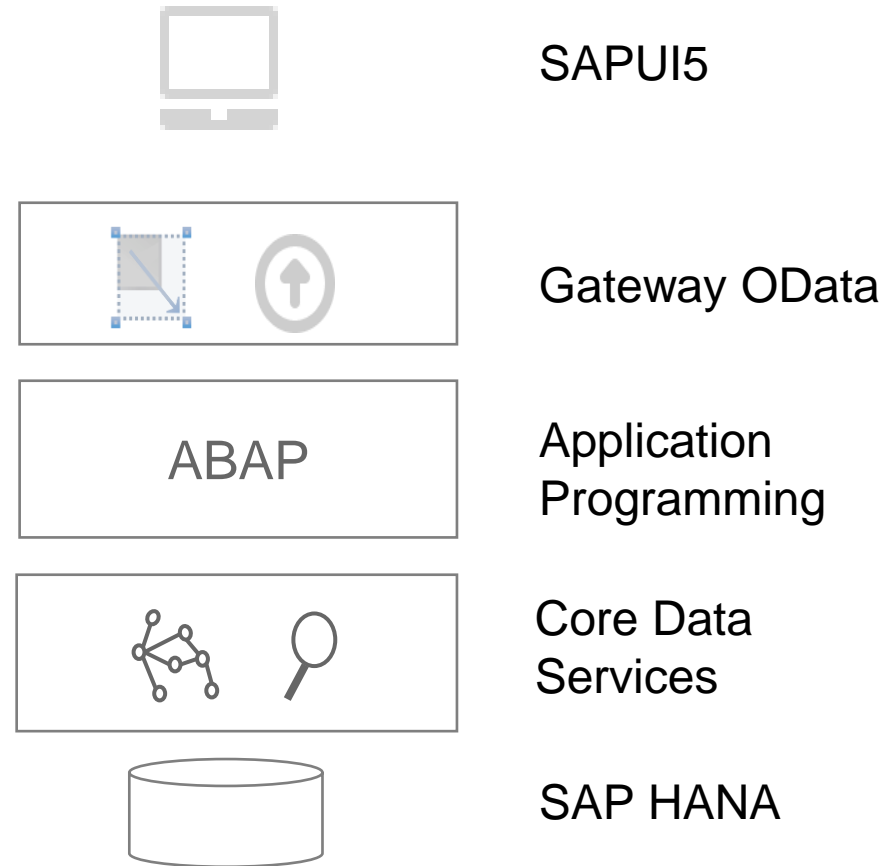 SAPUI5
Gateway OData
ABAP
Application
Programming
Core Data
Services
SAP HANA